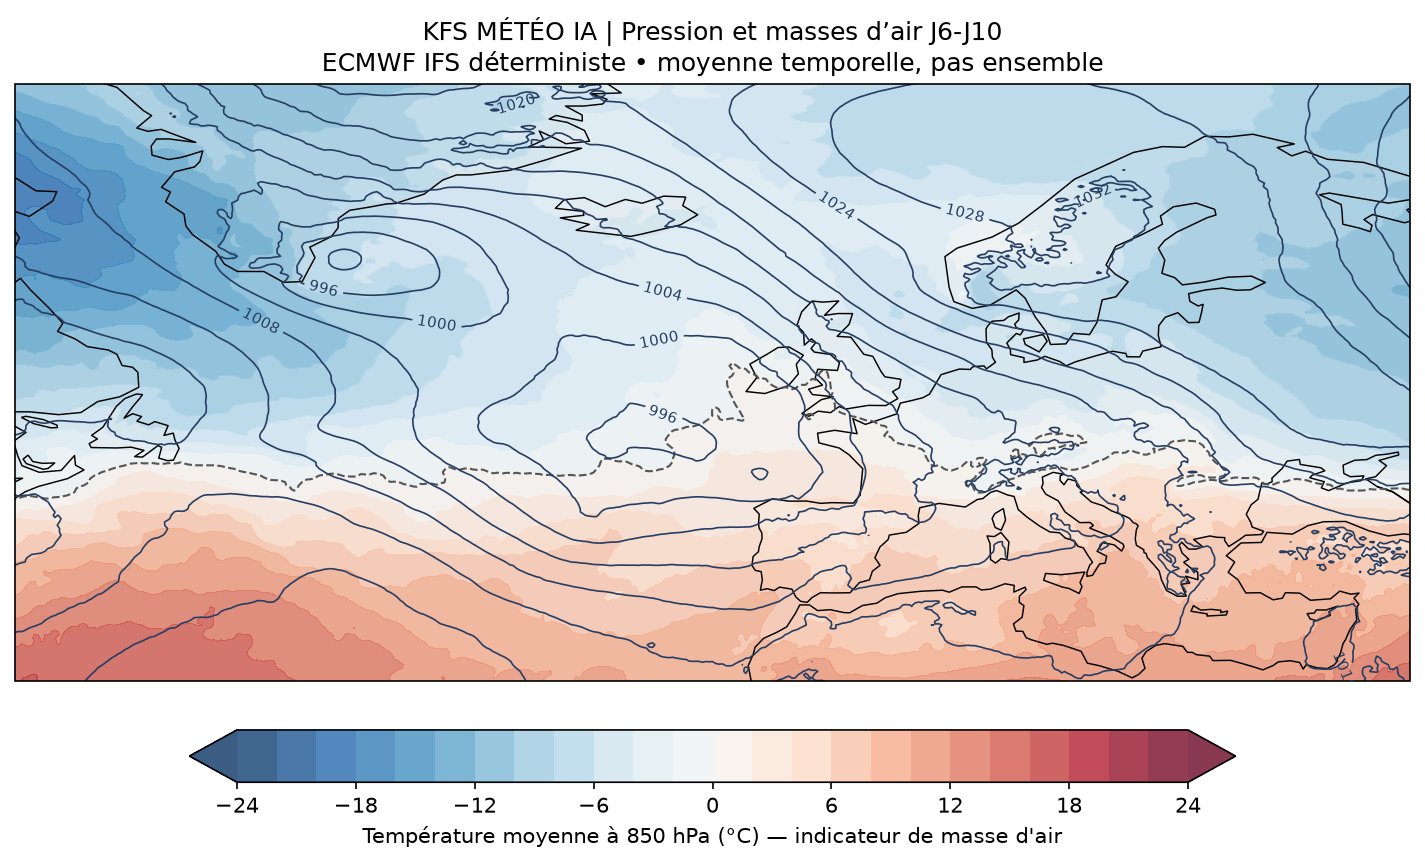 KFS MÉTÉO IA | Pression et masses d’air J6-J10
ECMWF IFS déterministe • moyenne temporelle, pas ensemble
1020
1032
1024
1028
996
1004
1008
1000
1000
996
−24 −18 −12 −6 0 6 12 18 24
Température moyenne à 850 hPa (°C) — indicateur de masse d'air